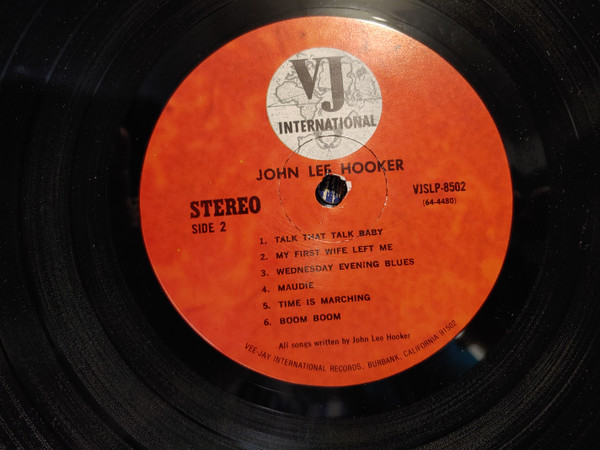 VJ
INTERNATIONAL
JOHN LEE HOOKER
STEREO
SIDE 2
VJSLP-8502
(64-4480)
1. TALK THAT TALK BABY
2. MY FIRST WIFE LEFT ME
3. WEDNESDAY EVENING BLUES
4. MAUDIE
5. TIME IS MARCHING
6. BOOM BOOM
All songs written by John Lee Hooker
VEE-JAY INTERNATIONAL RECORDS, BURBANK, CALIFORNIA 91502